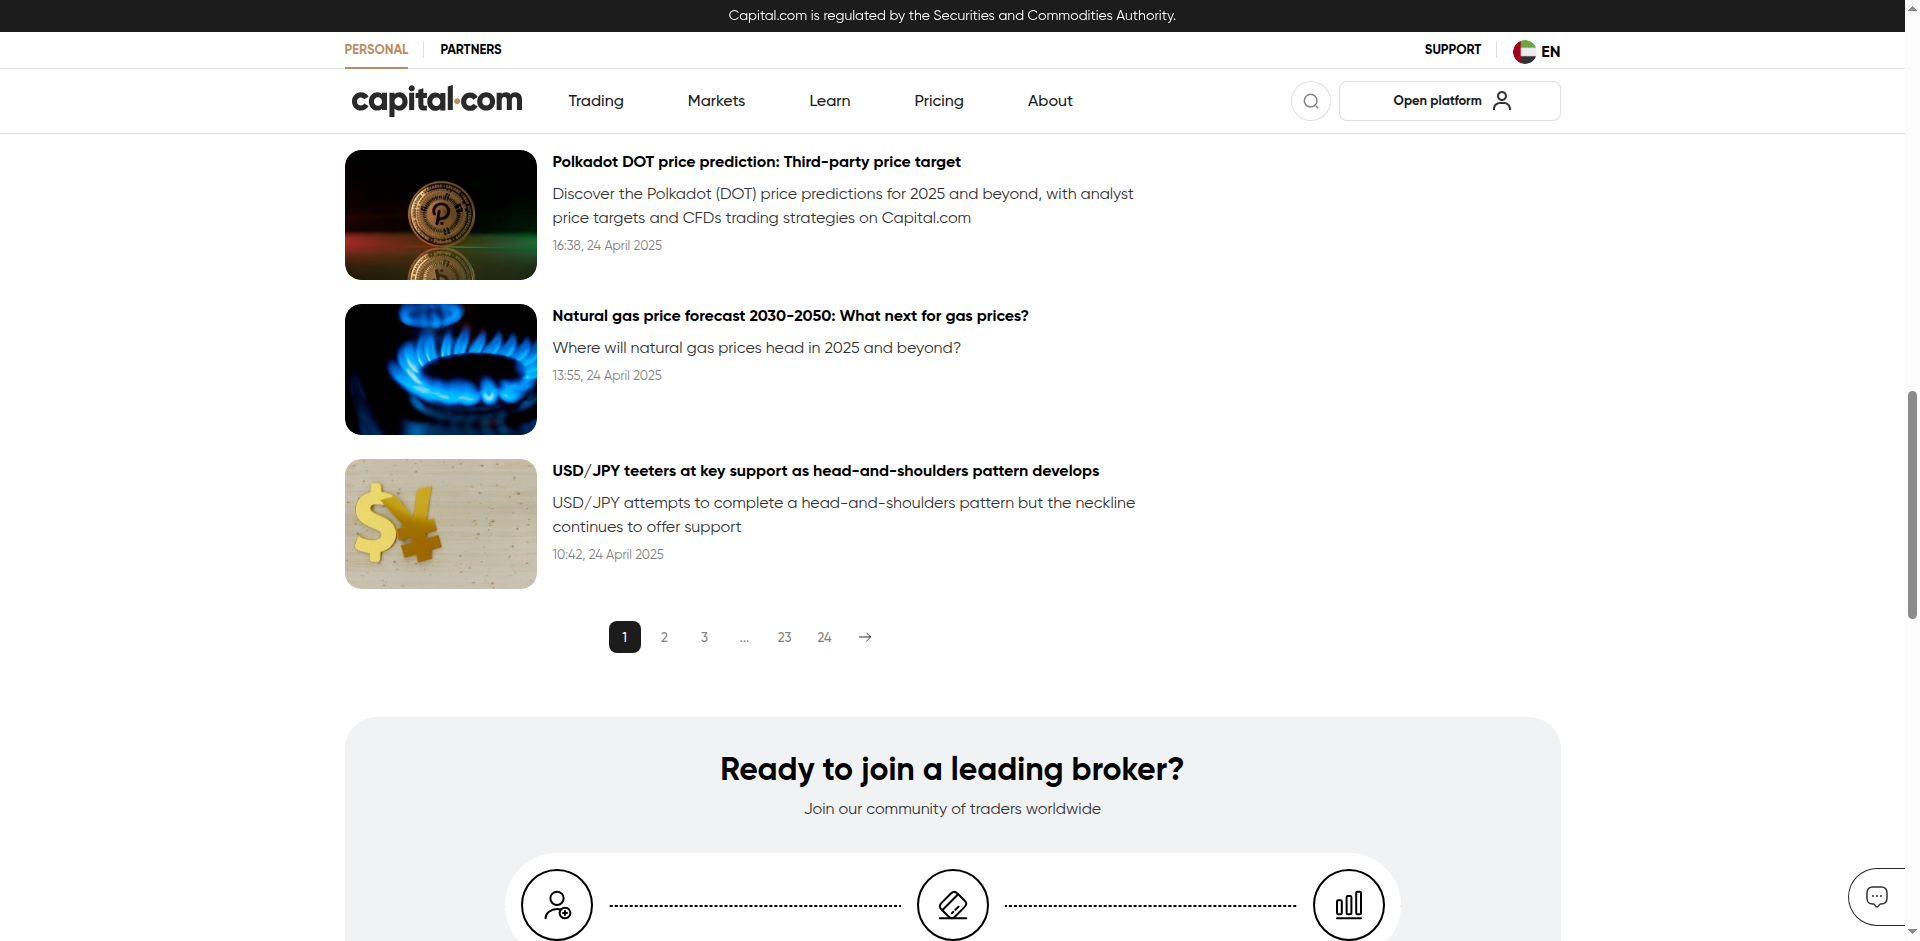 Capital.com is regulated by the Securities and Commodities Authority.
PERSONAL PARTNERS SUPPORT EN
capital.com Trading Markets Learn Pricing About Open platform
Polkadot DOT price prediction: Third-party price target
Discover the Polkadot (DOT) price predictions for 2025 and beyond, with analyst
price targets and CFDs trading strategies on Capital.com
16:38, 24 April 2025
Natural gas price forecast 2030-2050: What next for gas prices?
Where will natural gas prices head in 2025 and beyond?
13:55, 24 April 2025
USD/JPY teeters at key support as head-and-shoulders pattern develops
USD/JPY attempts to complete a head-and-shoulders pattern but the neckline
continues to offer support
10:42, 24 April 2025
1 2 3 ... 23 24
Ready to join a leading broker?
Join our community of traders worldwide